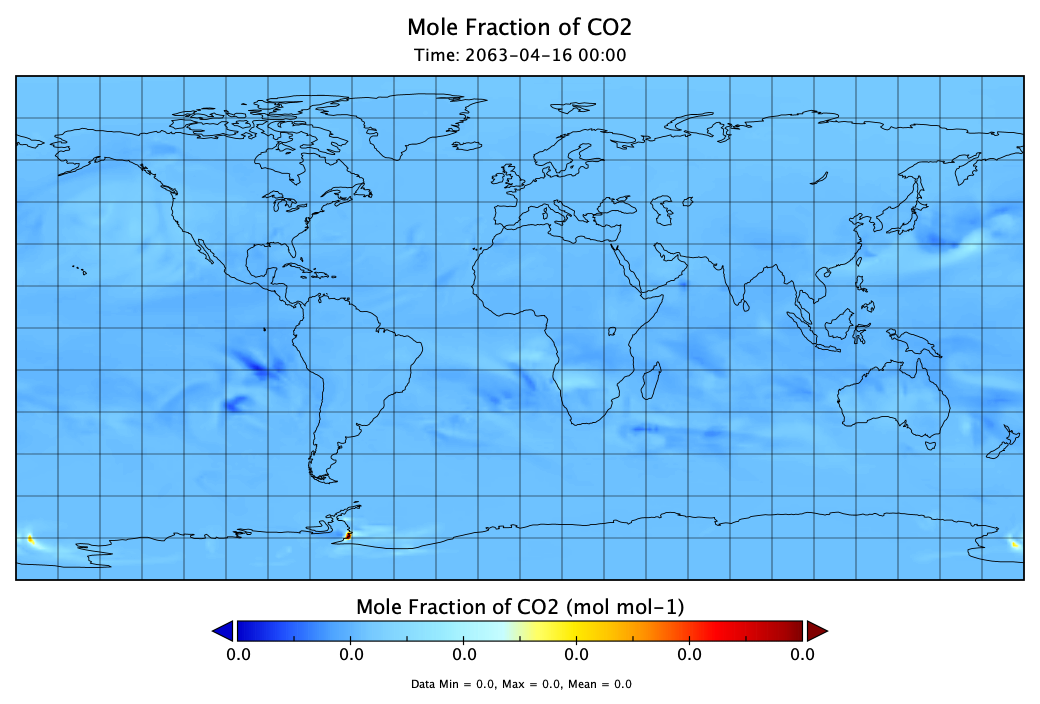 Mole Fraction of CO2
Time: 2063-04-16 00:00
Mole Fraction of CO2 (mol mol-1)
0.0 0.0 0.0 0.0 0.0 0.0
Data Min = 0.0, Max = 0.0, Mean = 0.0